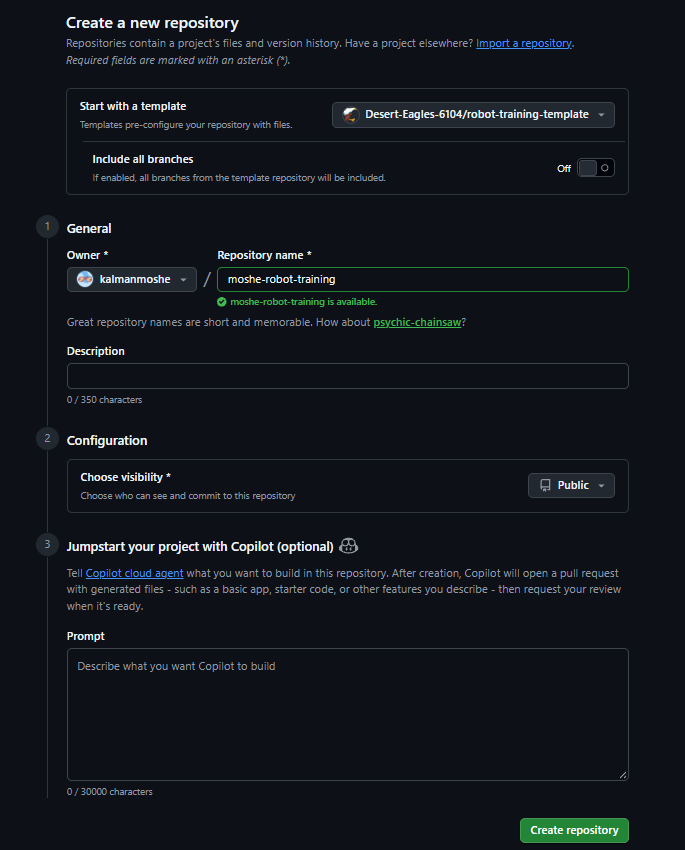 Create a new repository
Repositories contain a project's files and version history. Have a project elsewhere? Import a repository.
Required fields are marked with an asterisk (*).
Start with a template
Templates pre-configure your repository with files.
Desert-Eagles-6104/robot-training-template
Include all branches
If enabled, all branches from the template repository will be included.
Off
1
General
Owner *
Repository name *
kalmanmoshe
/
moshe-robot-training
moshe-robot-training is available.
Great repository names are short and memorable. How about psychic-chainsaw?
Description
0 / 350 characters
2
Configuration
Choose visibility *
Choose who can see and commit to this repository
Public
3
Jumpstart your project with Copilot (optional)
Tell Copilot cloud agent what you want to build in this repository. After creation, Copilot will open a pull request
with generated files - such as a basic app, starter code, or other features you describe - then request your review
when it's ready.
Prompt
Describe what you want Copilot to build
0 / 30000 characters
Create repository